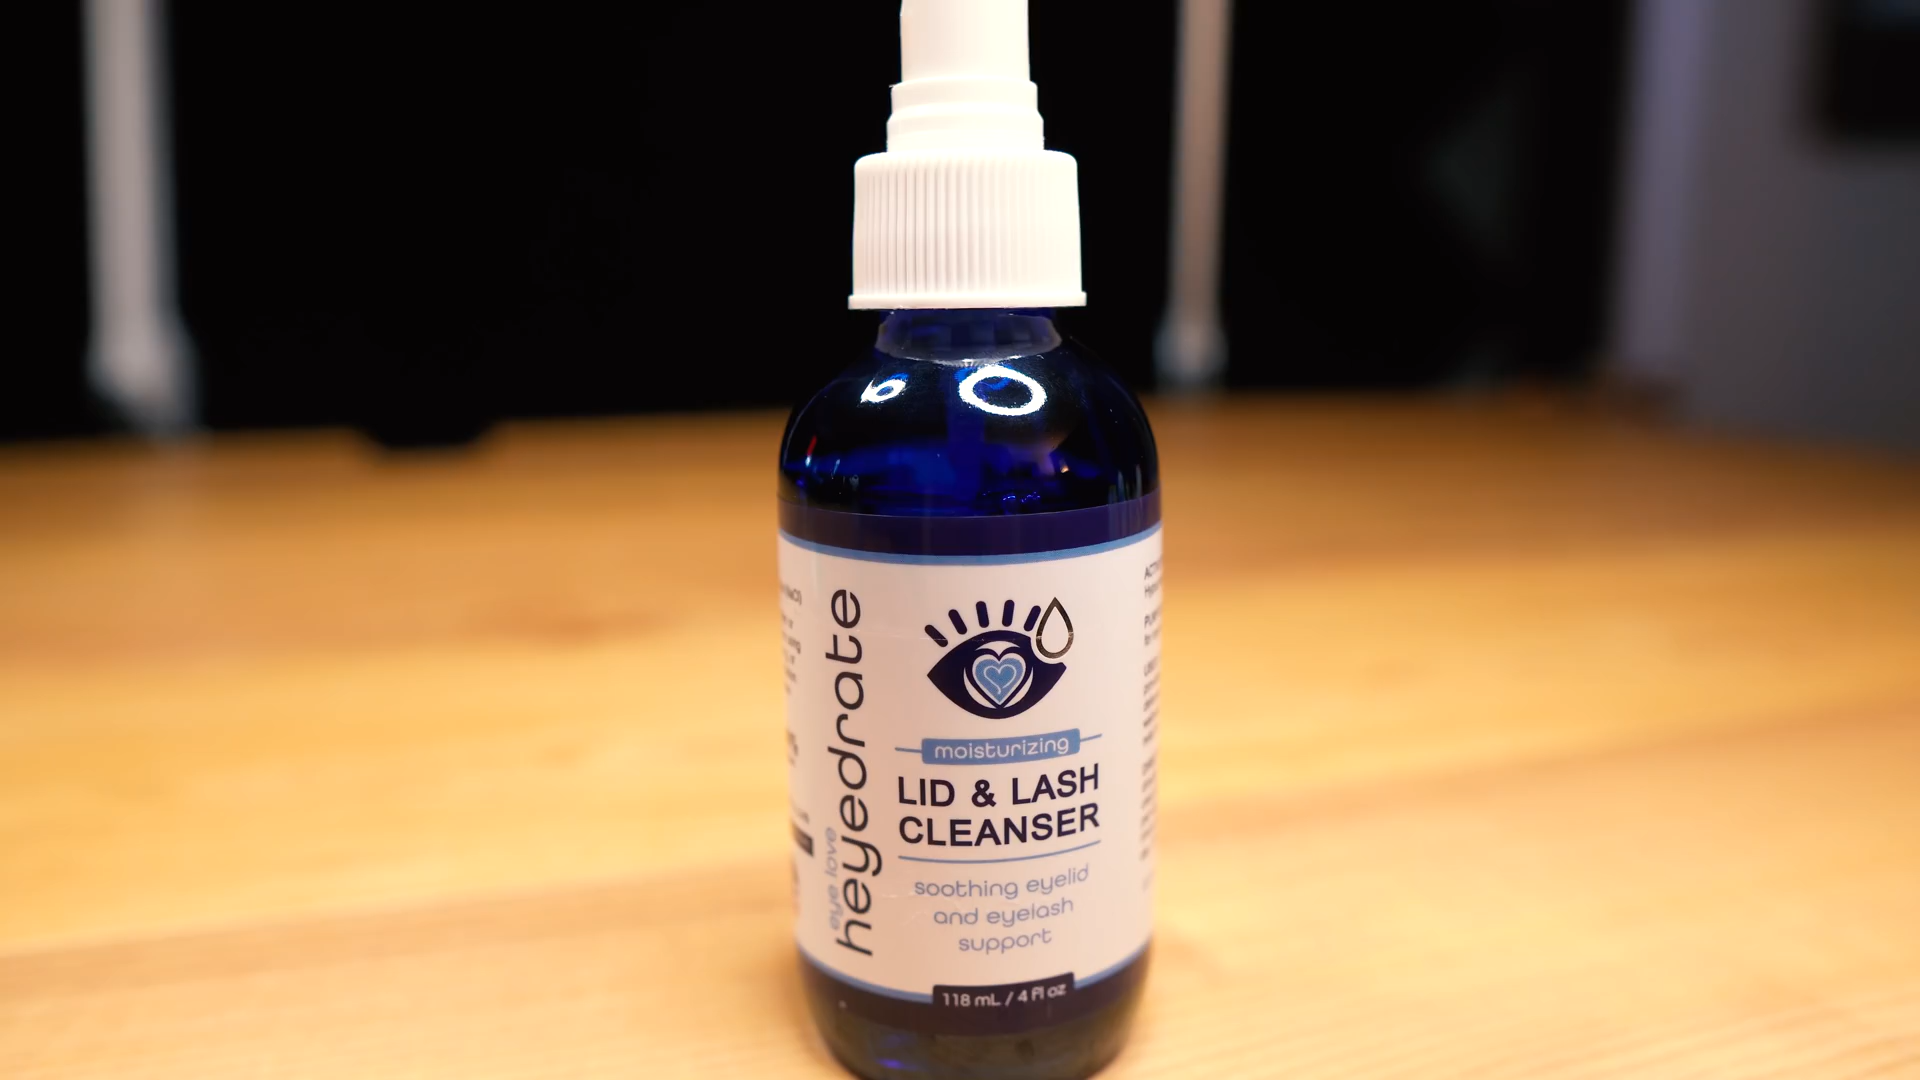 eye love
heyedrate
moisturizing
LID & LASH
CLEANSER
soothing eyelid
and eyelash
support
118 mL / 4 fl oz